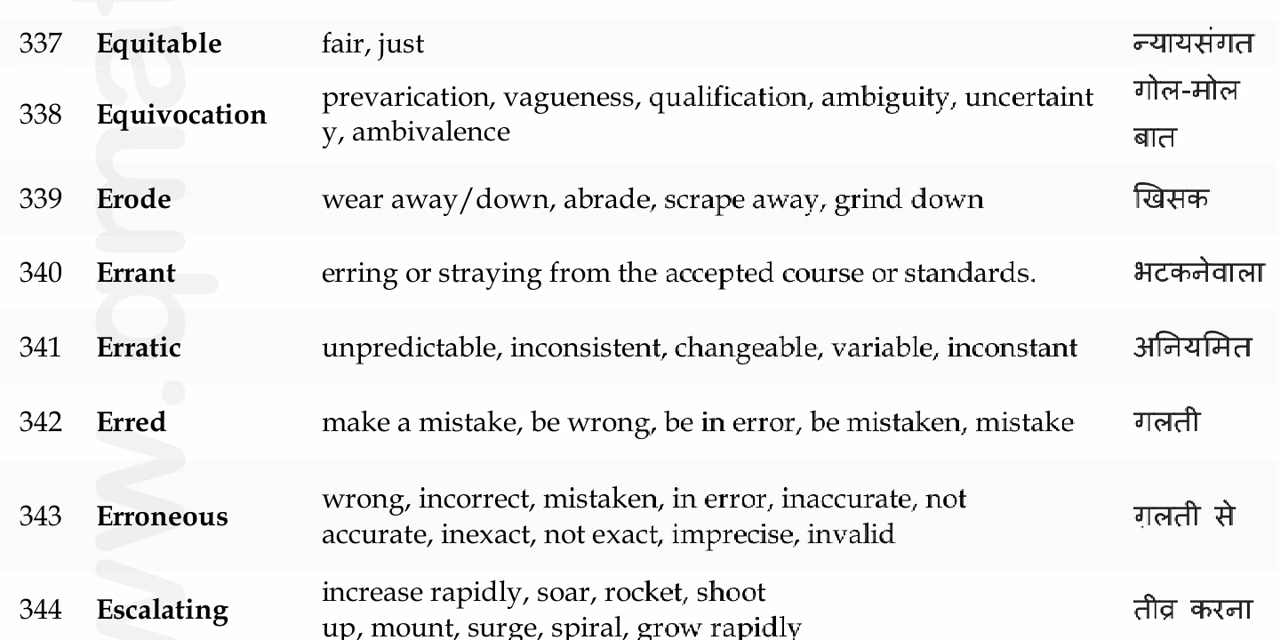 337 Equitable fair, just न्यायसंगत
338 Equivocation prevarication, vagueness, qualification, ambiguity, uncertaint गोल-मोल
y, ambivalence बात
339 Erode wear away/down, abrade, scrape away, grind down खिसक
340 Errant erring or straying from the accepted course or standards. भटकनेवाला
341 Erratic unpredictable, inconsistent, changeable, variable, inconstant अनियमित
342 Erred make a mistake, be wrong, be in error, be mistaken, mistake गलती
343 Erroneous wrong, incorrect, mistaken, in error, inaccurate, not ग़लती से
accurate, inexact, not exact, imprecise, invalid
344 Escalating increase rapidly, soar, rocket, shoot तीव्र करना
up, mount, surge, spiral, grow rapidly